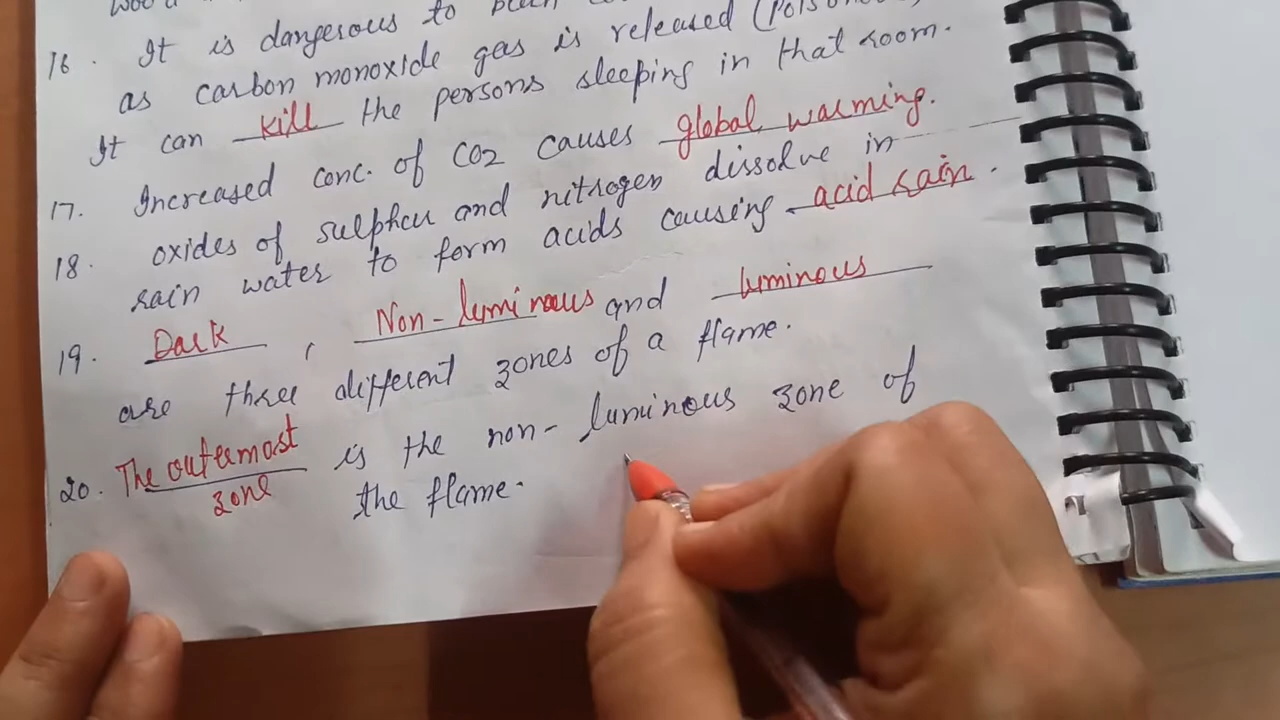 16. It is dangerous to
as carbon monoxide gas is released
It can kill the persons sleeping in that room.
17. Increased conc. of CO2 causes global warming.
18. oxides of sulphur and nitrogen dissolve in
rain water to form acids causing acid rain.
19. Dark, Non-luminous and luminous
are three different zones of a flame.
20. The outermost zone is the non-luminous zone of
the flame.